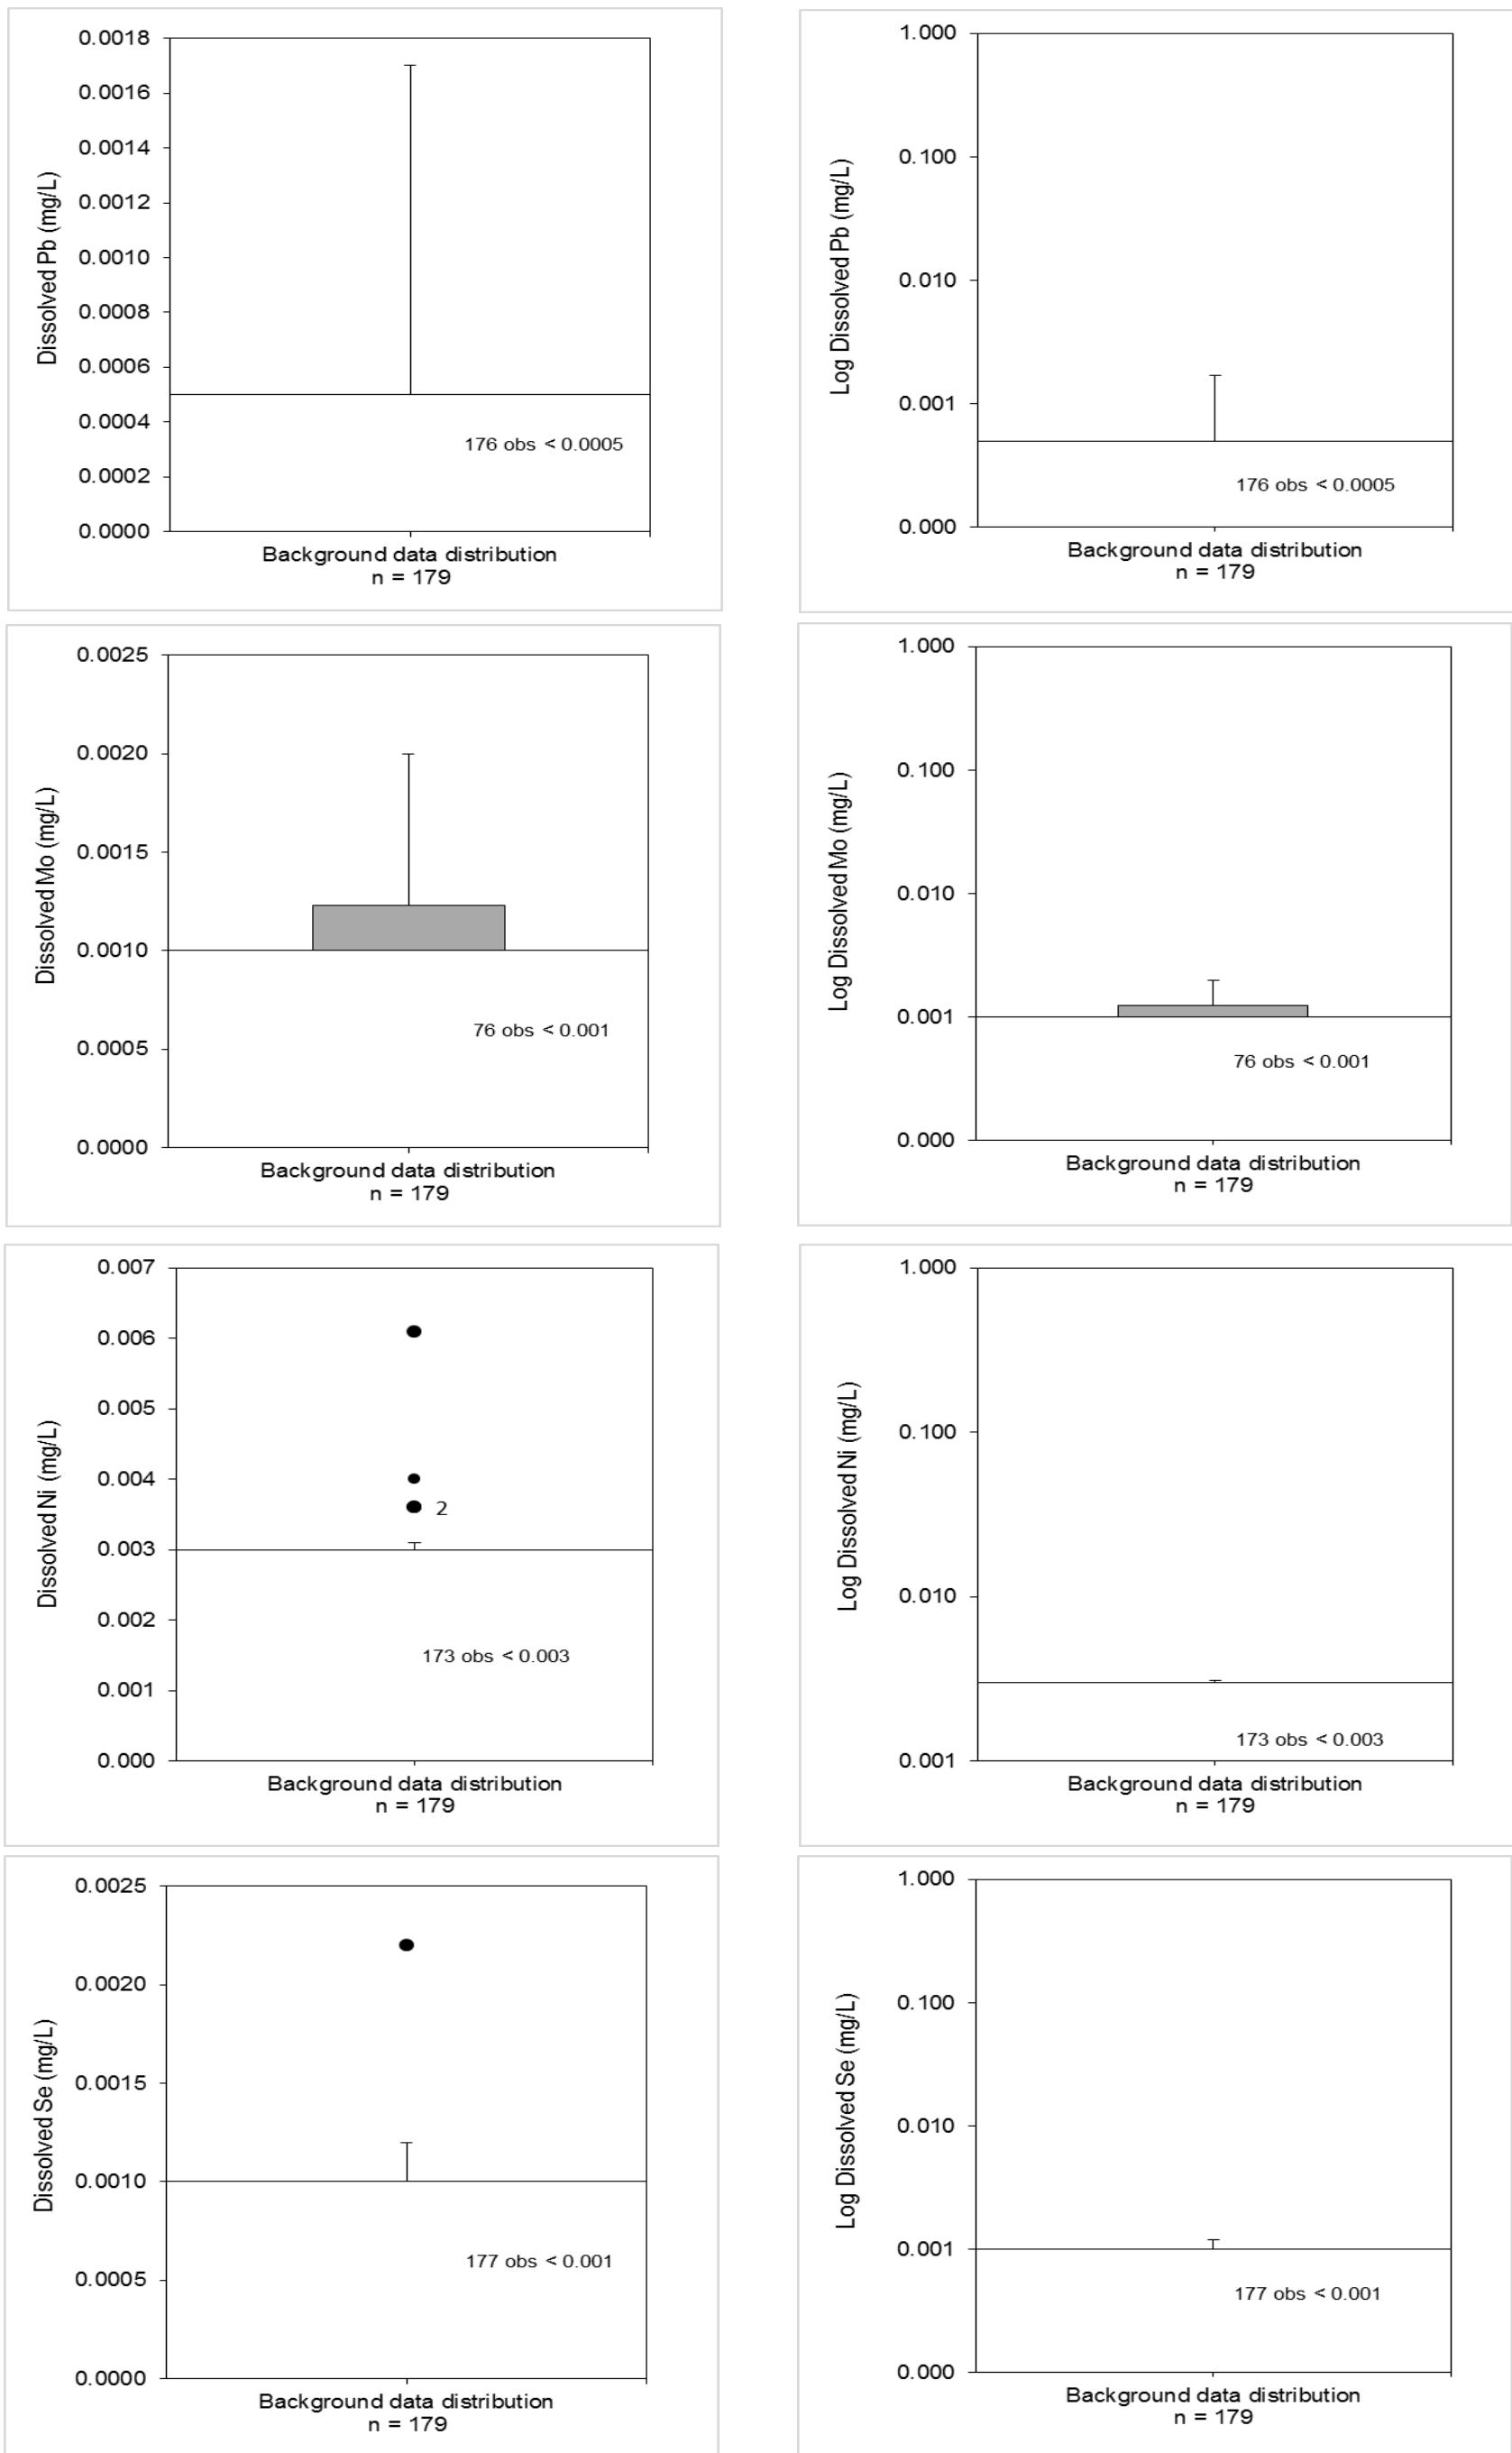 Dissolved Pb (mg/L)
0.0018
0.0016
0.0014
0.0012
0.0010
0.0008
0.0006
0.0004
0.0002
0.0000
176 obs < 0.0005
Background data distribution
n = 179
Log Dissolved Pb (mg/L)
1.000
0.100
0.010
0.001
0.000
176 obs < 0.0005
Background data distribution
n = 179
Dissolved Mo (mg/L)
0.0025
0.0020
0.0015
0.0010
0.0005
0.0000
76 obs < 0.001
Background data distribution
n = 179
Log Dissolved Mo (mg/L)
1.000
0.100
0.010
0.001
0.000
76 obs < 0.001
Background data distribution
n = 179
Dissolved Ni (mg/L)
0.007
0.006
0.005
0.004
0.003
0.002
0.001
0.000
2
173 obs < 0.003
Background data distribution
n = 179
Log Dissolved Ni (mg/L)
1.000
0.100
0.010
0.001
173 obs < 0.003
Background data distribution
n = 179
Dissolved Se (mg/L)
0.0025
0.0020
0.0015
0.0010
0.0005
0.0000
177 obs < 0.001
Background data distribution
n = 179
Log Dissolved Se (mg/L)
1.000
0.100
0.010
0.001
0.000
177 obs < 0.001
Background data distribution
n = 179